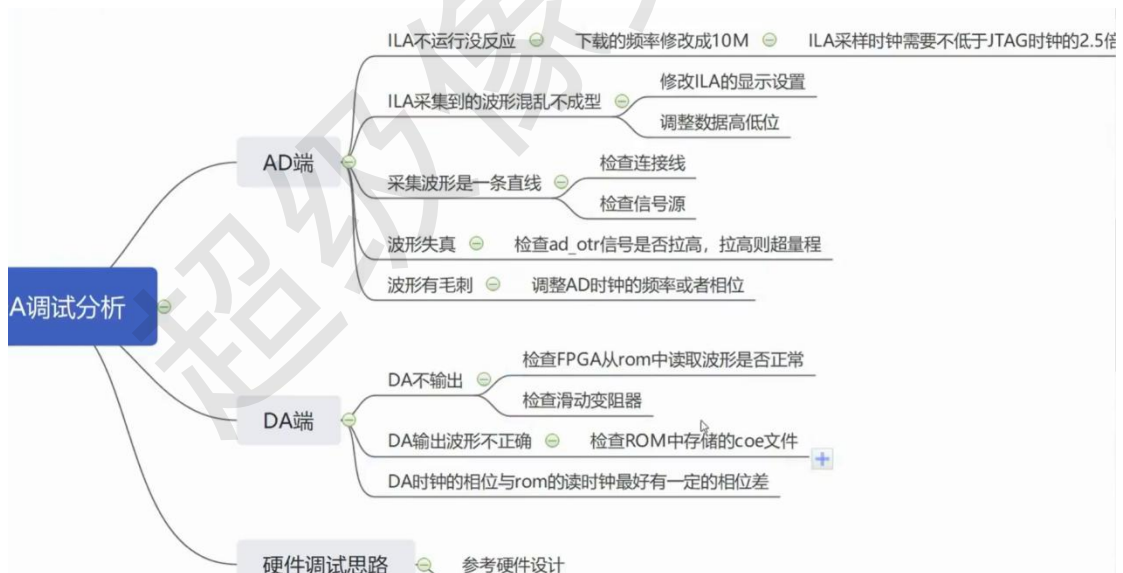 ILA不运行没反应
下载的频率修改成10M
ILA采样时钟需要不低于JTAG时钟的2.5倍
ILA采集到的波形混乱不成型
修改ILA的显示设置
调整数据高低位
AD端
采集波形是一条直线
检查连接线
检查信号源
波形失真
检查ad_otr信号是否拉高，拉高则超量程
波形有毛刺
调整AD时钟的频率或者相位
A调试分析
DA端
DA不输出
检查FPGA从rom中读取波形是否正常
检查滑动变阻器
DA输出波形不正确
检查ROM中存储的coe文件
DA时钟的相位与rom的读时钟最好有一定的相位差
硬件调试思路
参考硬件设计
超级像